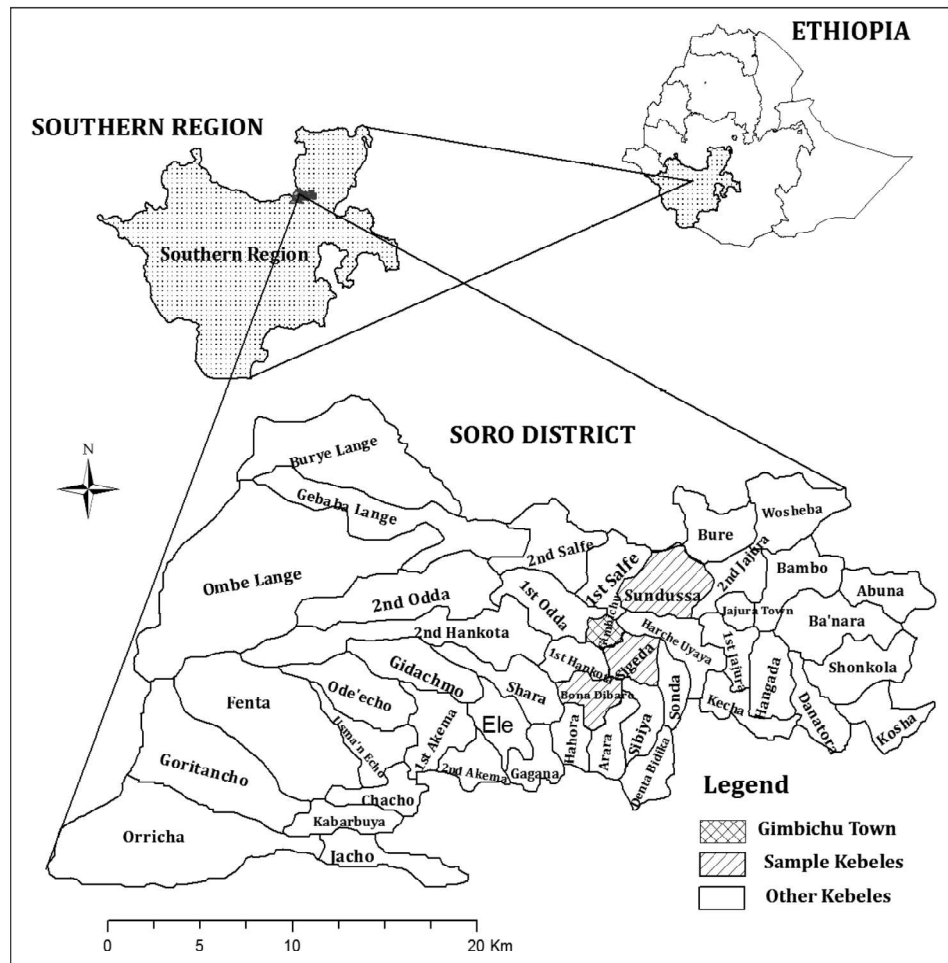 ETHIOPIA
SOUTHERN REGION
Southern Region
SORO DISTRICT
N
Burye Lange
Gebaba Lange
Wosheba
Bure
2nd Salfe
2nd Jajura
Ombe Lange
1st Salfe
Bambo
Sundussa
Abuna
2nd Odda
1st Odda
Jajura Town
Ba'nara
2nd Hankota
Harche Uyaya
1st Jajura
Sigeda
Shonkola
Gidachmo
Shara
Bona Dibaro
Sonda
Hangada
Fenta
Ode'echo
Kecha
Danatora
Kosha
Ele
Usma'n Echo
1st Akema
Hahora
Arara
Sibiya
Goritancho
2nd Akema
Gagana
Denta Bidika
Legend
Chacho
Kabarbuya
Gimbichu Town
Orricha
Jacho
Sample Kebeles
Other Kebeles
0 5 10 20 Km